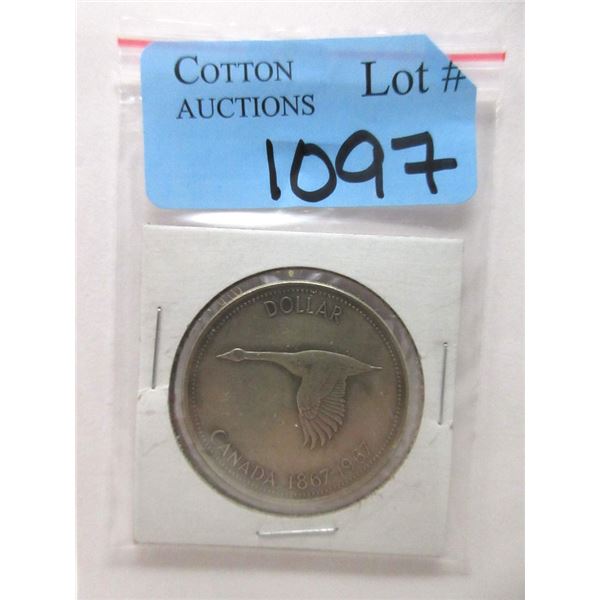 COTTON
AUCTIONS
Lot #
1097
DOLLAR
CANADA 1867-1967